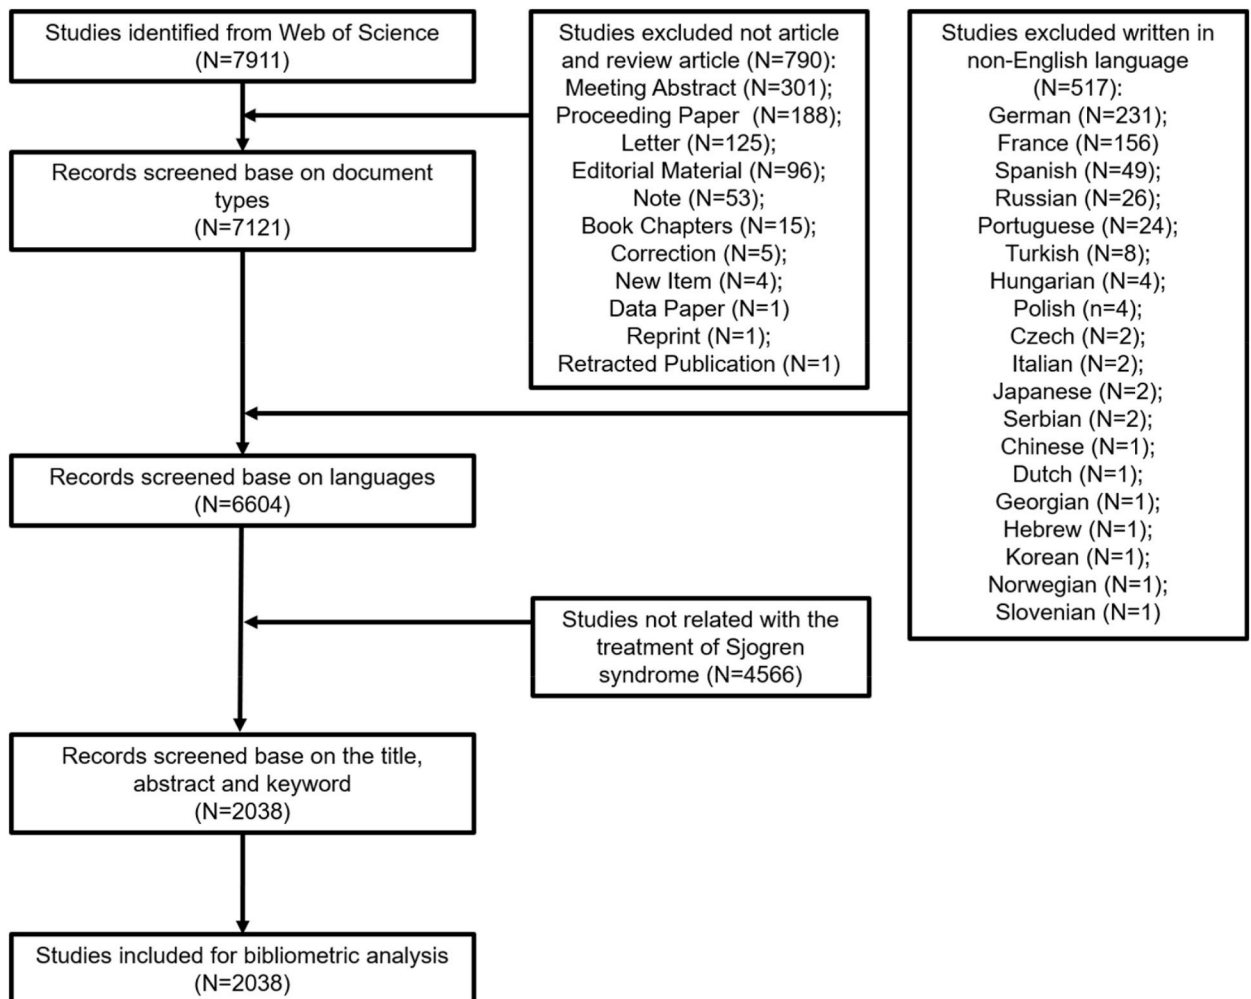 Studies identified from Web of Science
(N=7911)
Studies excluded not article
and review article (N=790):
Meeting Abstract (N=301);
Proceeding Paper  (N=188);
Letter (N=125);
Editorial Material (N=96);
Note (N=53);
Book Chapters (N=15);
Correction (N=5);
New Item (N=4);
Data Paper (N=1)
Reprint (N=1);
Retracted Publication (N=1)
Studies excluded written in
non-English language
(N=517):
German (N=231);
France (N=156)
Spanish (N=49);
Russian (N=26);
Portuguese (N=24);
Turkish (N=8);
Hungarian (N=4);
Polish (n=4);
Czech (N=2);
Italian (N=2);
Japanese (N=2);
Serbian (N=2);
Chinese (N=1);
Dutch (N=1);
Georgian (N=1);
Hebrew (N=1);
Korean (N=1);
Norwegian (N=1);
Slovenian (N=1)
Records screened base on document
types
(N=7121)
Records screened base on languages
(N=6604)
Studies not related with the
treatment of Sjogren
syndrome (N=4566)
Records screened base on the title,
abstract and keyword
(N=2038)
Studies included for bibliometric analysis
(N=2038)